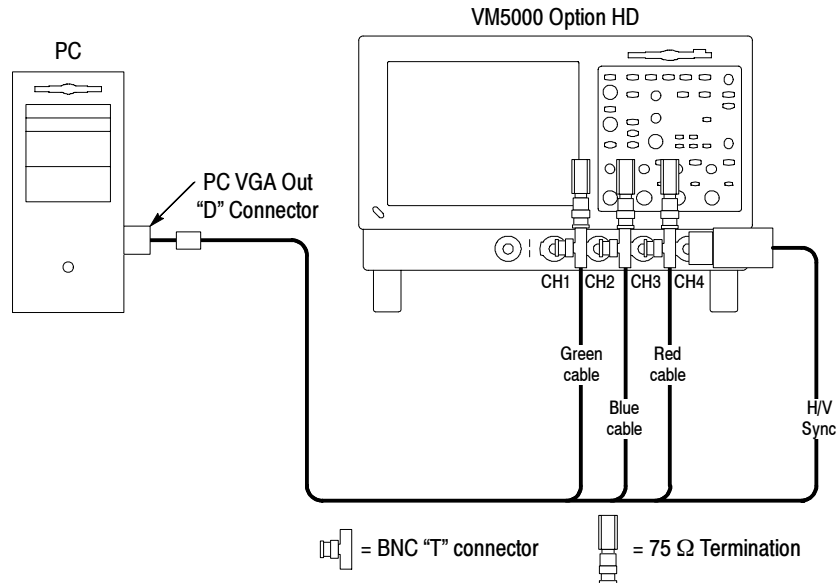 VM5000 Option HD
PC
PC VGA Out
“D” Connector
CH1 CH2 CH3 CH4
Green
cable
Red
cable
Blue
cable
H/V
Sync
= BNC “T” connector
= 75 Ω Termination